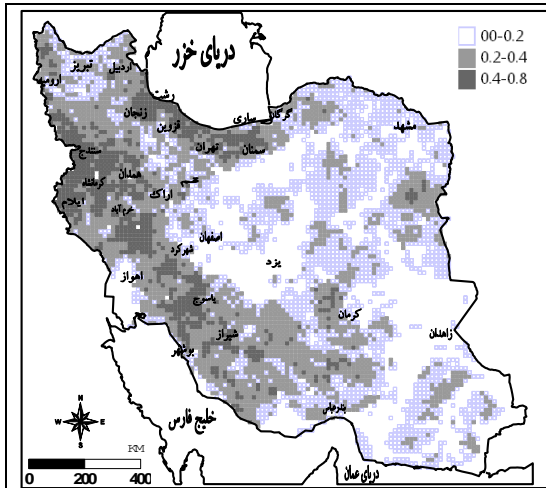 دریای خزر
00-0.2
0.2-0.4
0.4-0.8
تبریز
اردبیل
ارومیه
رشت
زنجان
قزوین
ساری
گرگان
مشهد
تهران
سمنان
سنندج
همدان
قم
کرمانشاه
اراک
ایلام
خرم آباد
اصفهان
شهرکرد
یزد
اهواز
یاسوج
کرمان
زاهدان
شیراز
بوشهر
بندرعباس
خلیج فارس
دریای عمان
N
W
E
S
KM
0 200 400